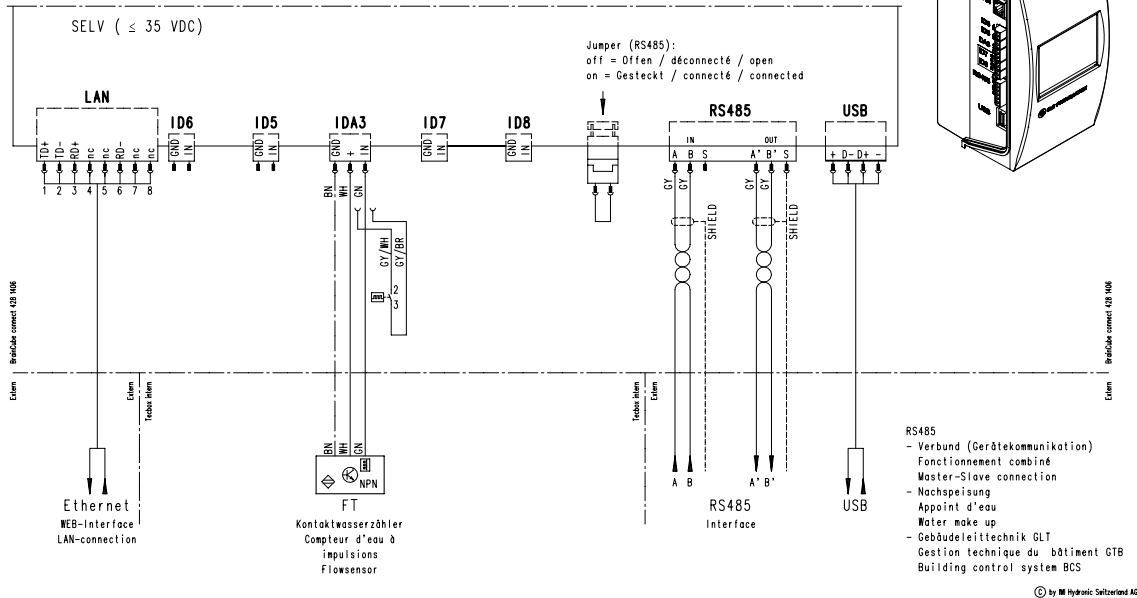 SELV ( ≤ 35 VDC)
Jumper (RS485):
off = Offen / déconnecté / open
on = Gesteckt / connecté / connected
LAN
ID6
ID5
IDA3
ID7
ID8
RS485
USB
TD+ TD- RD+ nc nc RD- nc nc
1 2 3 4 5 6 7 8
GND IN
GND IN
GND + IN
GND IN
GND IN
IN OUT
A B S A' B' S
+ D- D+ -
BN WH GN
GY/WH
GY/BR
2
3
GY GY SHIELD
GY GY SHIELD
BrainCube connect 428 1406
Extern
Extern
Tecbox intern
Tecbox intern
Extern
BrainCube connect 428 1406
Extern
BN WH GN
NPN
FT
Kontaktwasserzähler
Compteur d'eau à
impulsions
Flowsensor
Ethernet
WEB-Interface
LAN-connection
A B A' B'
RS485
Interface
USB
RS485
- Verbund (Gerätekommunikation)
Fonctionnement combiné
Master-Slave connection
- Nachspeisung
Appoint d'eau
Water make up
- Gebäudeleittechnik GLT
Gestion technique du bâtiment GTB
Building control system BCS
© by IMI Hydronic Switzerland AG